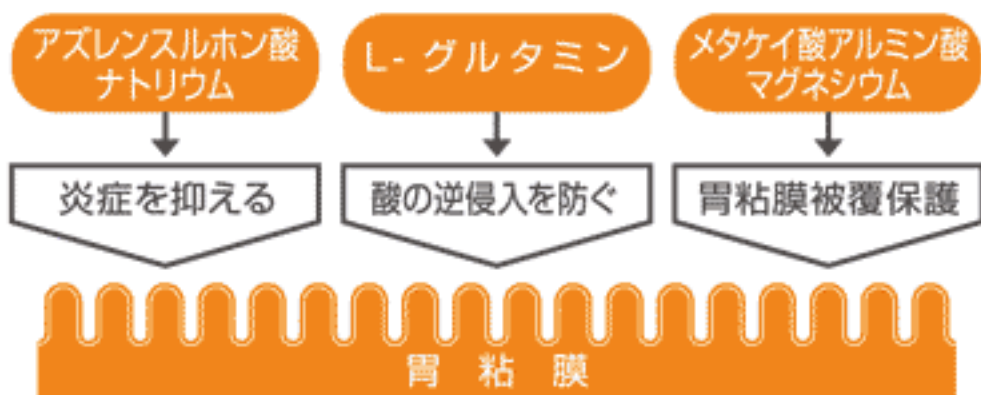 アズレンスルホン酸
ナトリウム
L-グルタミン
メタケイ酸アルミン酸
マグネシウム
炎症を抑える
酸の逆侵入を防ぐ
胃粘膜被覆保護
胃粘膜